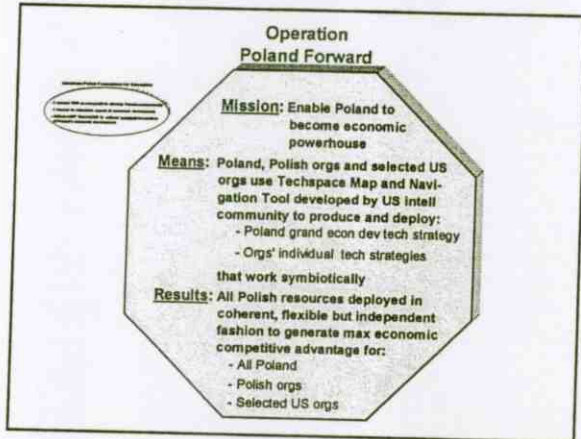 Operation
Poland Forward
Mission: Enable Poland to
become economic
powerhouse
Means: Poland, Polish orgs and selected US
orgs use Techspace Map and Navi-
gation Tool developed by US intell
community to produce and deploy:
- Poland grand econ dev tech strategy
- Orgs' individual tech strategies
that work symbiotically
Results: All Polish resources deployed in
coherent, flexible but independent
fashion to generate max economic
competitive advantage for:
- All Poland
- Polish orgs
- Selected US orgs